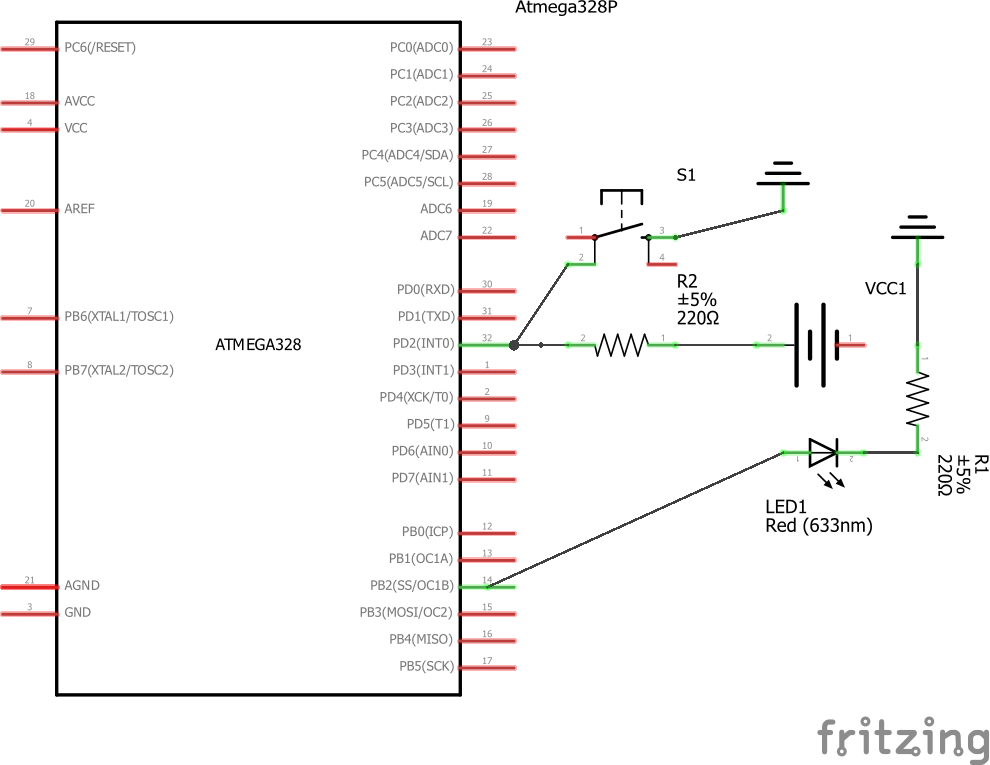 Atmega328P
29 PC6(/RESET) PC0(ADC0) 23
PC1(ADC1) 24
18 AVCC PC2(ADC2) 25
4 VCC PC3(ADC3) 26
PC4(ADC4/SDA) 27
PC5(ADC5/SCL) 28
20 AREF ADC6 19
ADC7 22
PD0(RXD) 30
7 PB6(XTAL1/TOSC1) PD1(TXD) 31
ATMEGA328 PD2(INT0) 32
8 PB7(XTAL2/TOSC2) PD3(INT1) 1
PD4(XCK/T0) 2
PD5(T1) 9
PD6(AIN0) 10
PD7(AIN1) 11
PB0(ICP) 12
PB1(OC1A) 13
21 AGND PB2(SS/OC1B) 14
3 GND PB3(MOSI/OC2) 15
PB4(MISO) 16
PB5(SCK) 17
S1
1 3
2 4
R2
±5%
220Ω
2 1
VCC1
2 1
1
2
R1
±5%
220Ω
1 2
LED1
Red (633nm)
fritzing